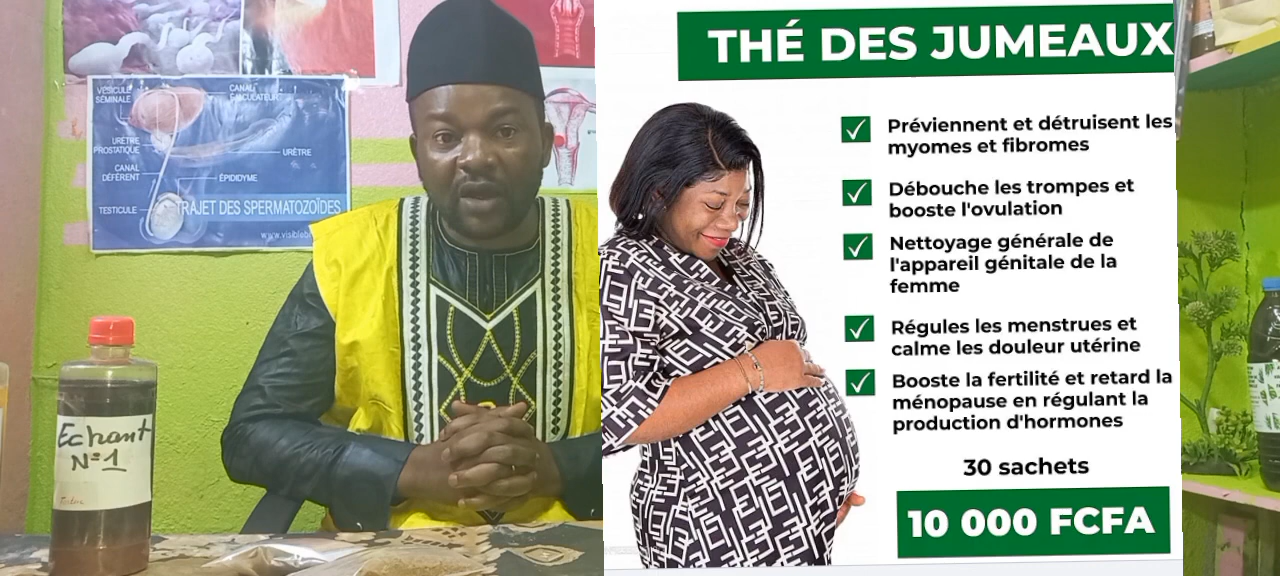 VÉSICULE
SÉMINALE
CANAL
URÈTRE
PROSTATIQUE
URÈTRE
CANAL
DÉFÉRENT
ÉPIDIDYME
TESTICULE
TRAJET DES SPERMATOZOÏDES
Echant
N°1
THÉ DES JUMEAUX
Préviennent et détruisent les
myomes et fibromes
Débouche les trompes et
booste l'ovulation
Nettoyage générale de
l'appareil génitale de la
femme
Régules les menstrues et
calme les douleur utérine
Booste la fertilité et retard la
ménopause en régulant la
production d'hormones
30 sachets
10 000 FCFA